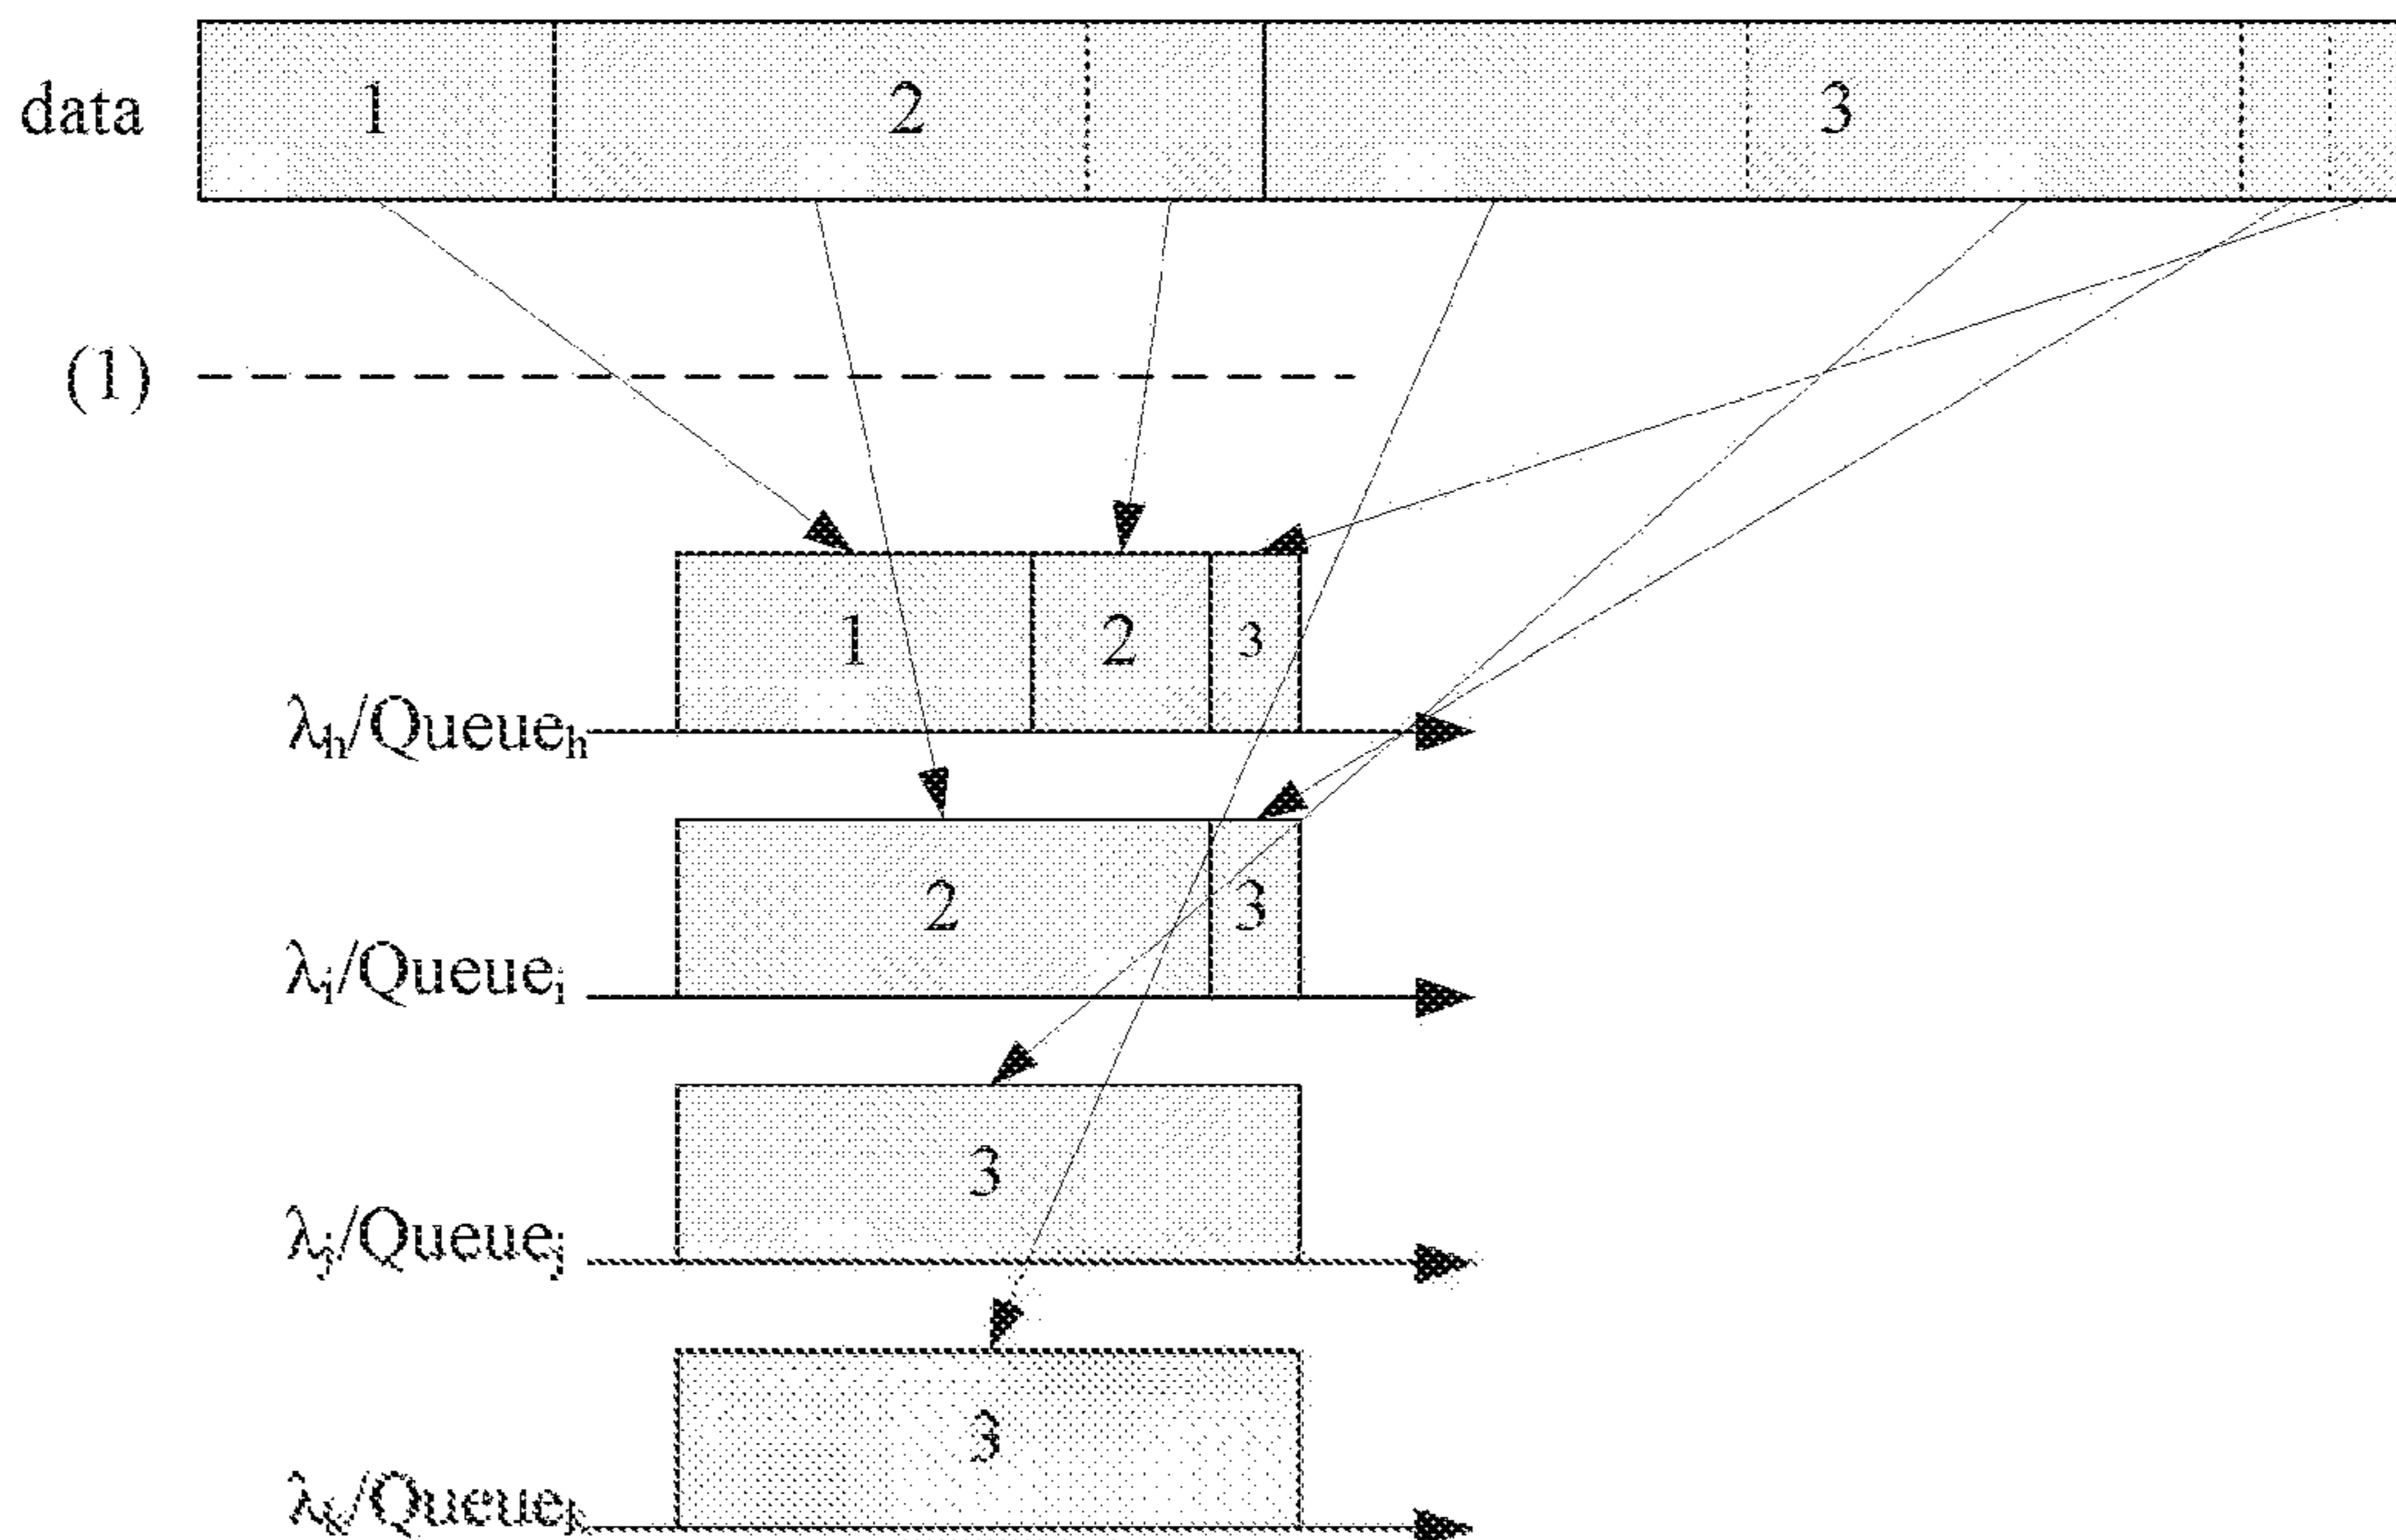 data 1 2 3
(1)
1 2 3
λh/Queueh
2 3
λi/Queuei
3
λj/Queuej
3
λk/Queuek